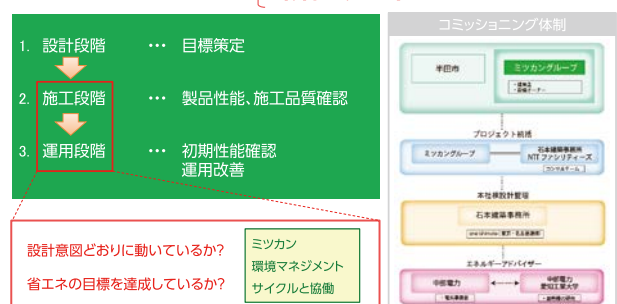 1. 設計段階 … 目標策定
2. 施工段階 … 製品性能、施工品質確認
3. 運用段階 … 初期性能確認
運用改善
設計意図どおりに動いているか?
省エネの目標を達成しているか?
ミツカン
環境マネジメント
サイクルと協働
コミッショニング体制
半田市
ミツカングループ
プロジェクト統括
ミツカングループ
石本建築事務所
NTTファシリティーズ
本社棟設計監理
石本建築事務所
エネルギーアドバイザー
中部電力
中部電力
愛知工業大学